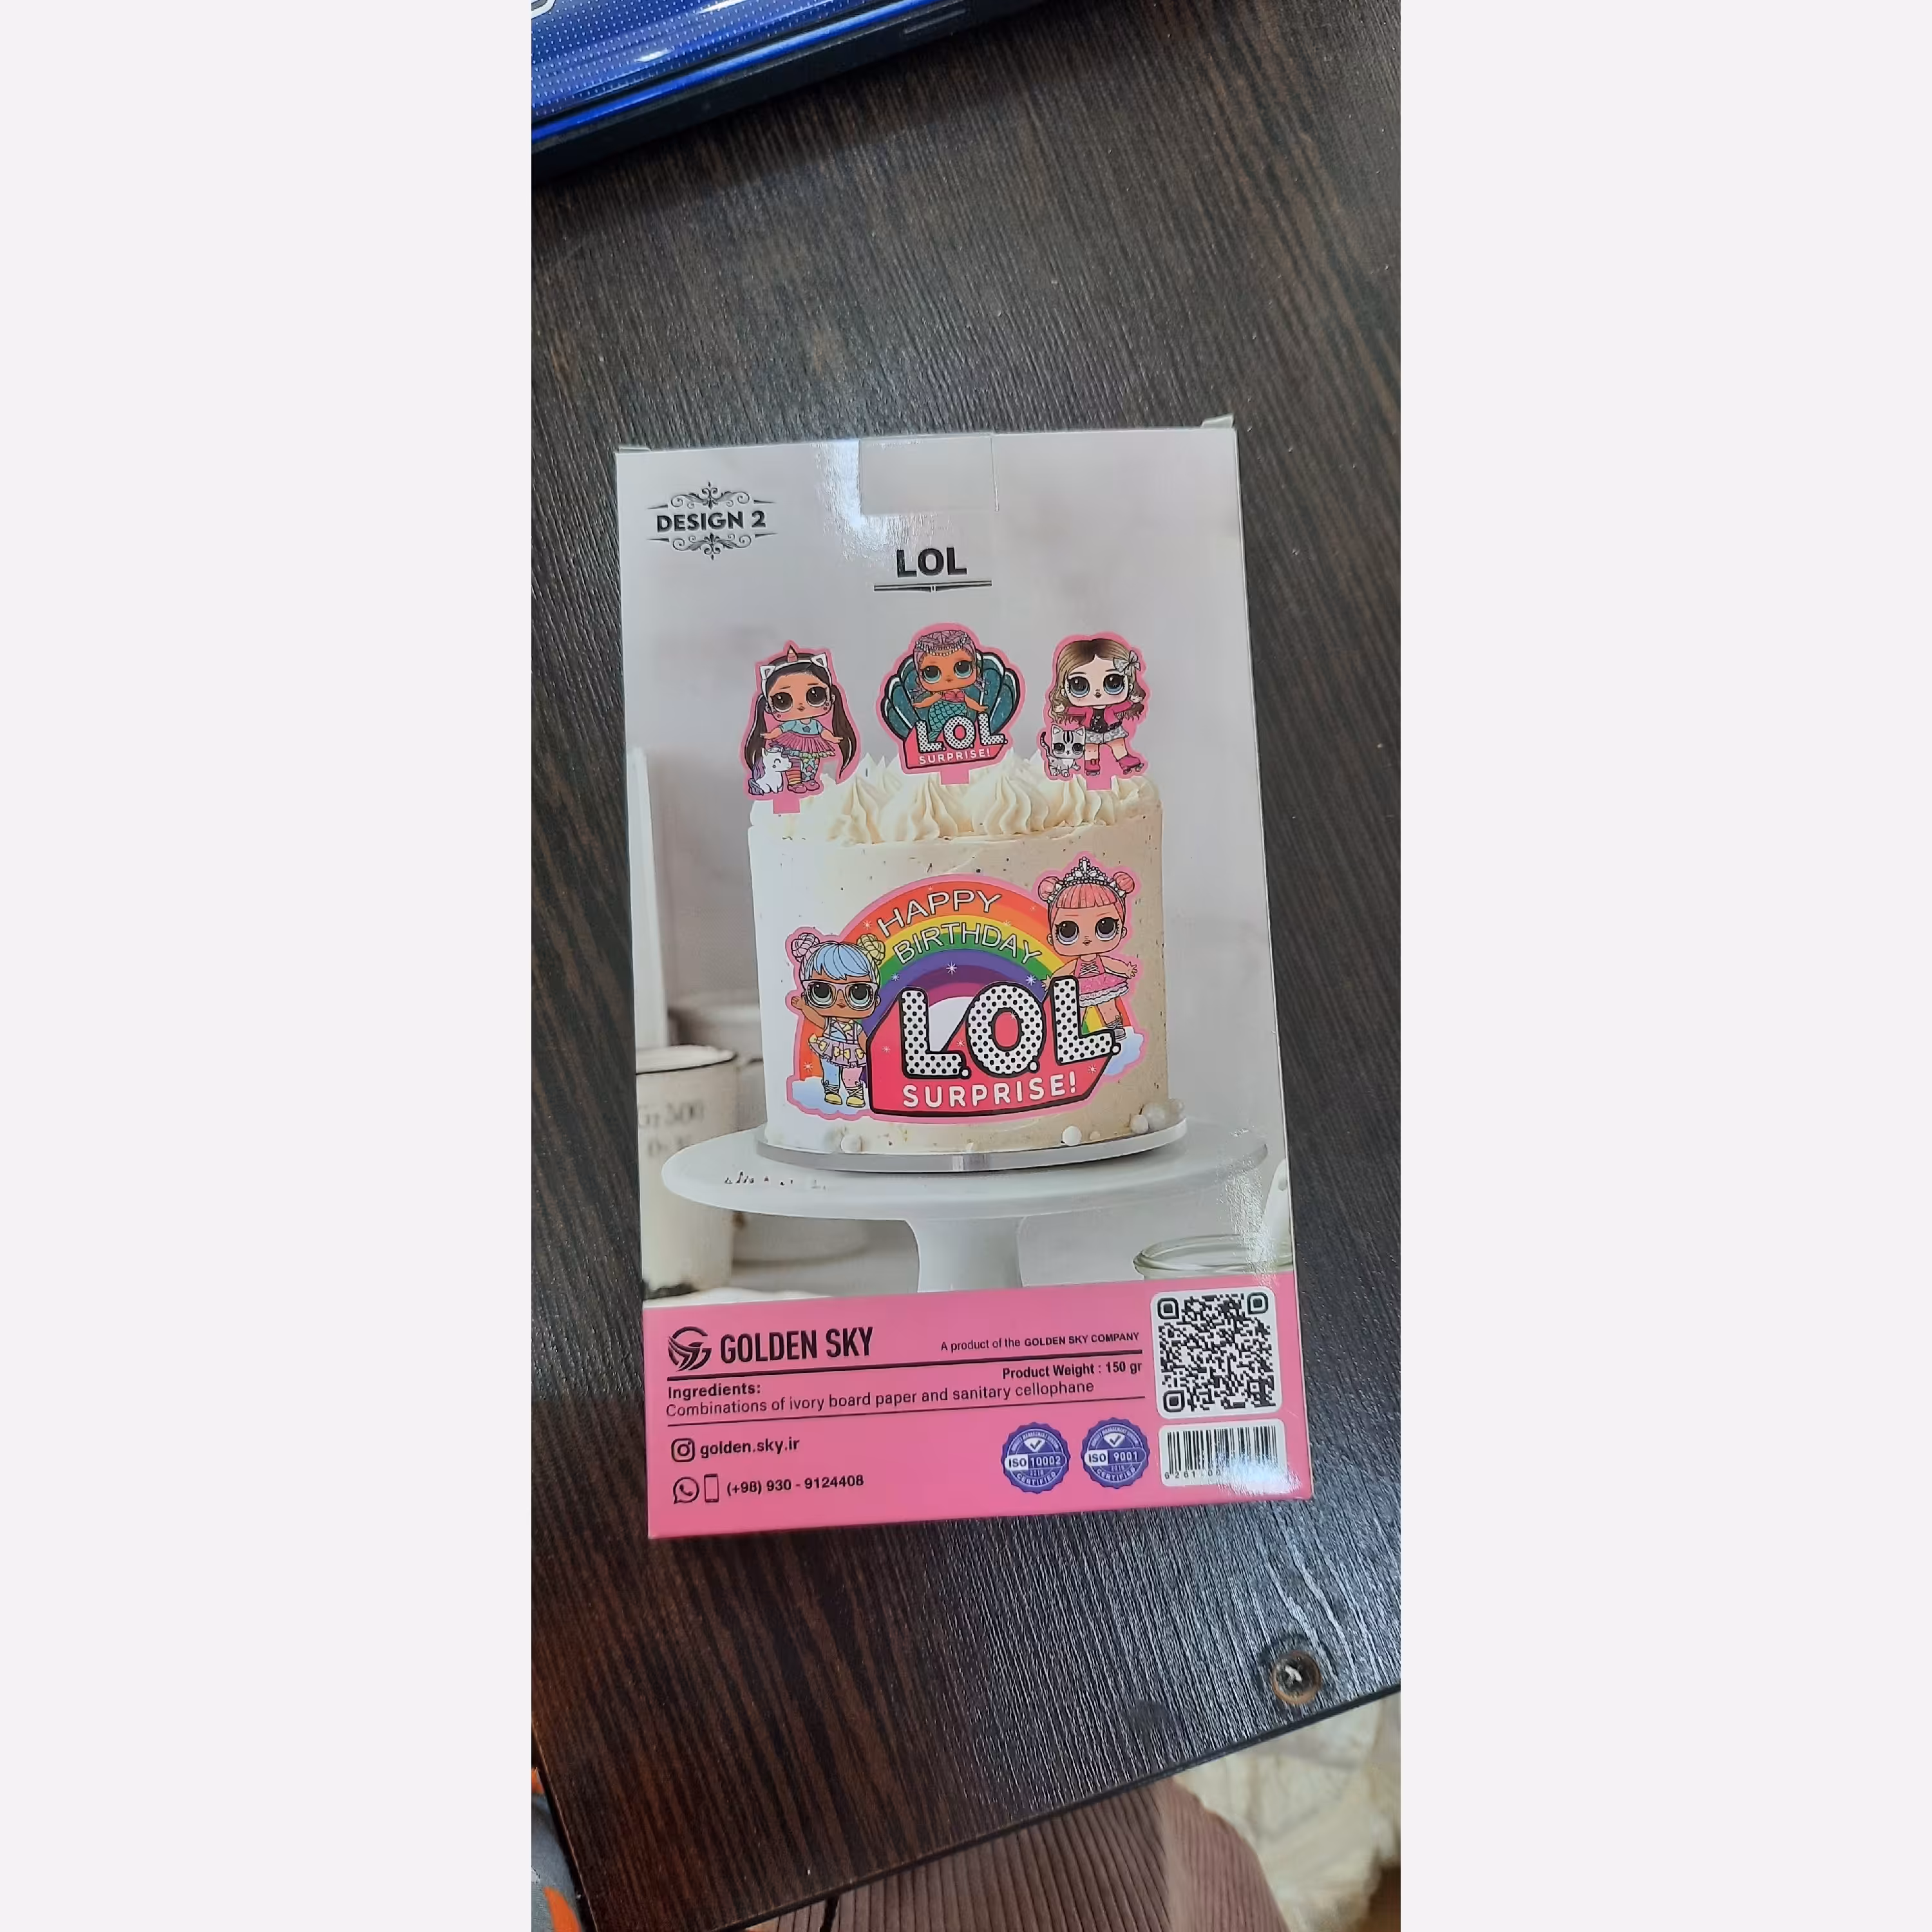 DESIGN 2
LOL
L.O.L.
SURPRISE!
HAPPY
BIRTHDAY
L.O.L.
SURPRISE!
GOLDEN SKY
A product of the GOLDEN SKY COMPANY
Product Weight : 150 gr
Ingredients:
Combinations of ivory board paper and sanitary cellophane
golden.sky.ir
(+98) 930 - 9124408
ISO 10002
CERTIFIED
ISO 9001
CERTIFIED